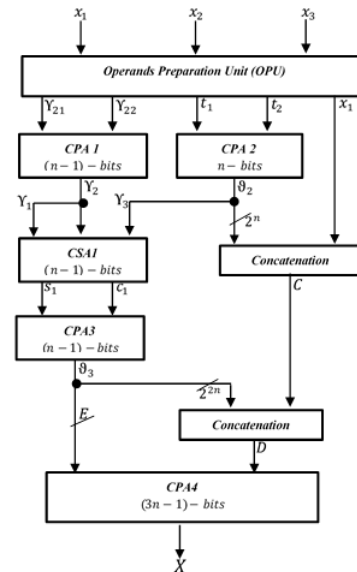 x₁ x₂ x₃
Operands Preparation Unit (OPU)
ϒ₂₁ ϒ₂₂ t₁ t₂ x₁
CPA 1
(n−1) − bits
CPA 2
n − bits
ϒ₂ ϑ₂
ϒ₁ ϒ₃
2ⁿ
CSA1
(n−1) − bits
Concatenation
s₁ c₁ C
CPA3
(n−1) − bits
ϑ₃
E 2²ⁿ
Concatenation
D
CPA4
(3n−1) − bits
X